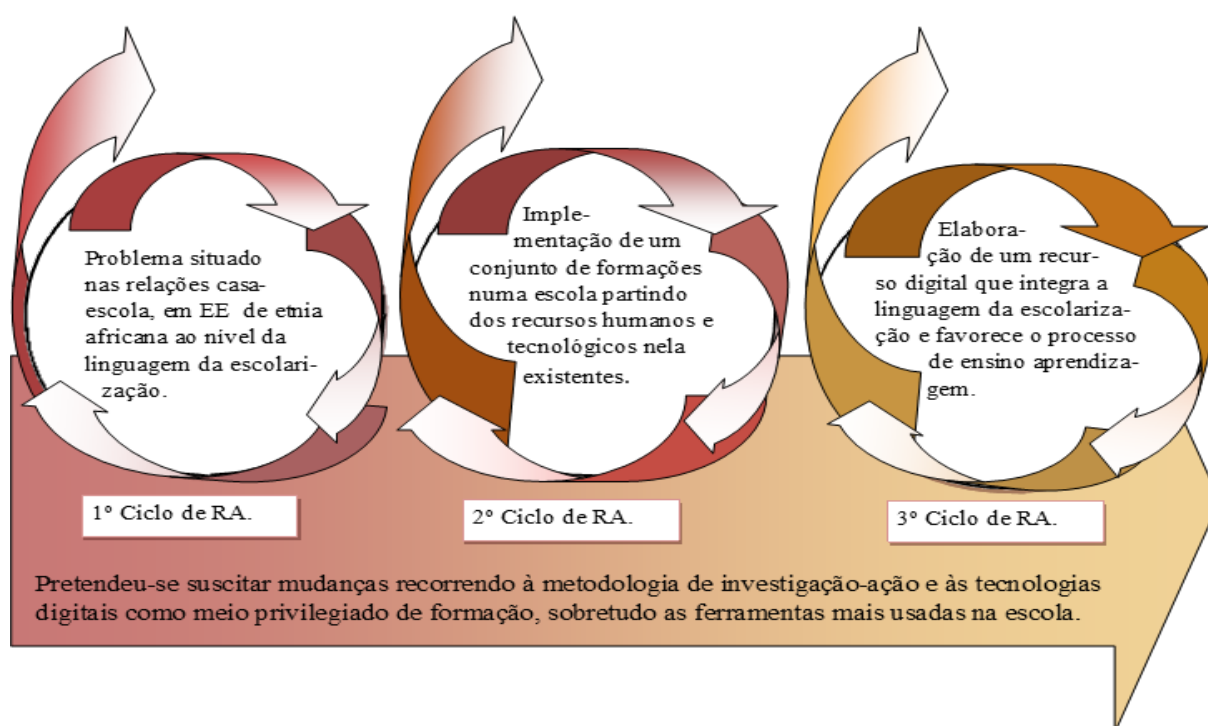 Problema situado
nas relações casa-
escola, em EE de etnia
africana ao nível da
linguagem da escolari-
zação.
Imple-
mentação de um
conjunto de formações
numa escola partindo
dos recursos humanos e
tecnológicos nela
existentes.
Elabora-
ção de um recur-
so digital que integra a
linguagem da escolariza-
ção e favorece o processo
de ensino aprendiza-
gem.
1º Ciclo de RA.
2º Ciclo de RA.
3º Ciclo de RA.
Pretendeu-se suscitar mudanças recorrendo à metodologia de investigação-ação e às tecnologias
digitais como meio privilegiado de formação, sobretudo as ferramentas mais usadas na escola.